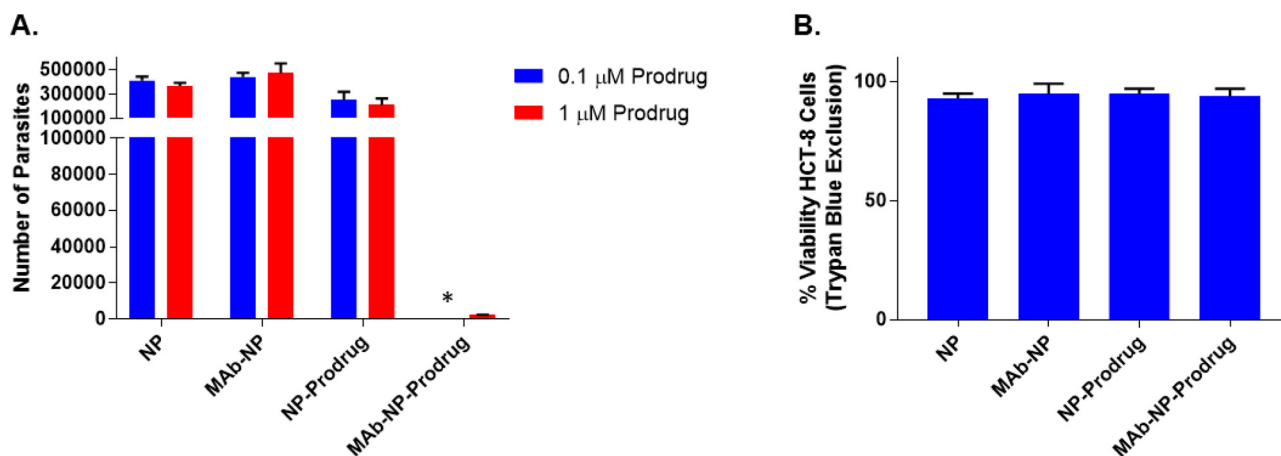 A.
Number of Parasites
500000
300000
100000
100000
80000
60000
40000
20000
0
*
NP
MAb-NP
NP-Prodrug
MAb-NP-Prodrug
0.1 μM Prodrug
1 μM Prodrug
B.
% Viability HCT-8 Cells
(Trypan Blue Exclusion)
100
50
0
NP
MAb-NP
NP-Prodrug
MAb-NP-Prodrug